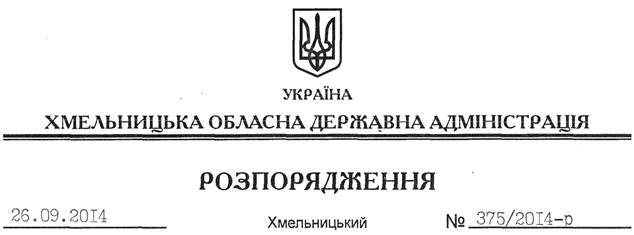 УКРАЇНА
ХМЕЛЬНИЦЬКА ОБЛАСНА ДЕРЖАВНА АДМІНІСТРАЦІЯ
РОЗПОРЯДЖЕННЯ
26.09.2014 Хмельницький № 375/2014-р